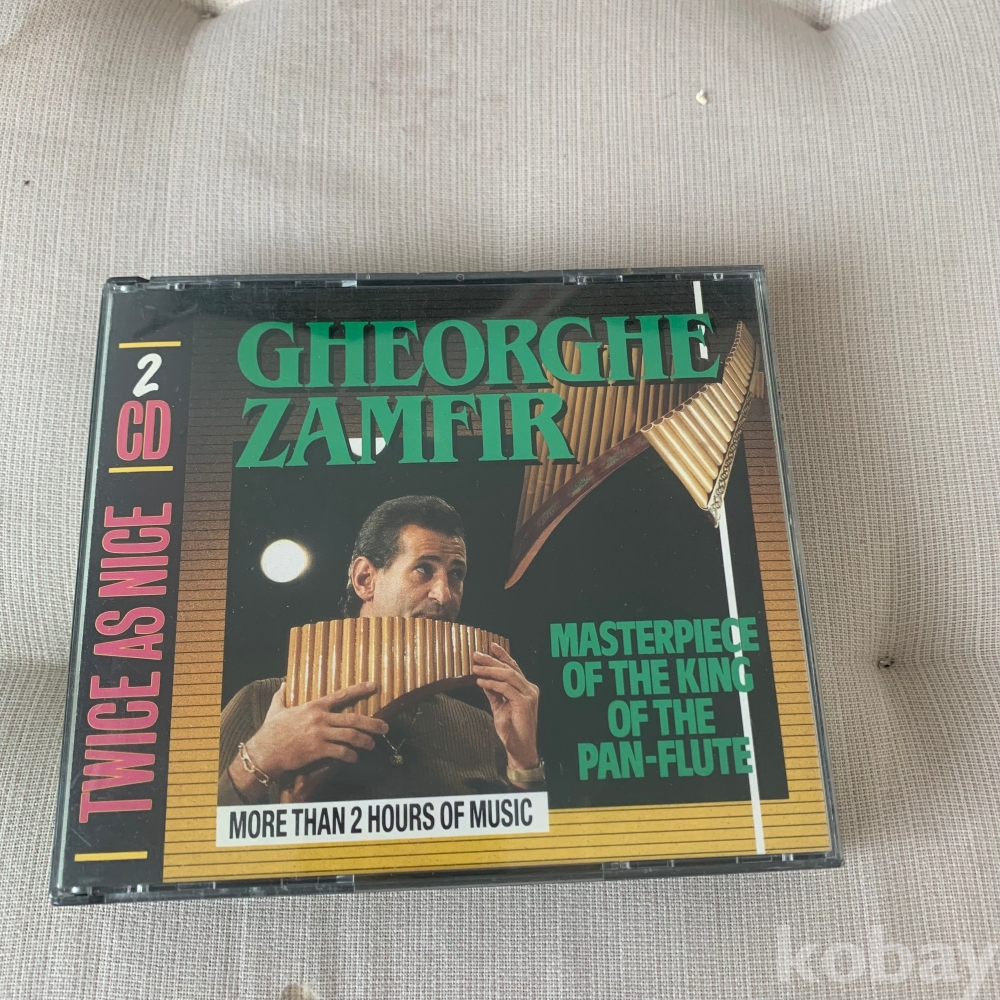 2
CD
TWICE AS NICE
GHEORGHE
ZAMFIR
MASTERPIECE
OF THE KING
OF THE
PAN-FLUTE
MORE THAN 2 HOURS OF MUSIC
kobay